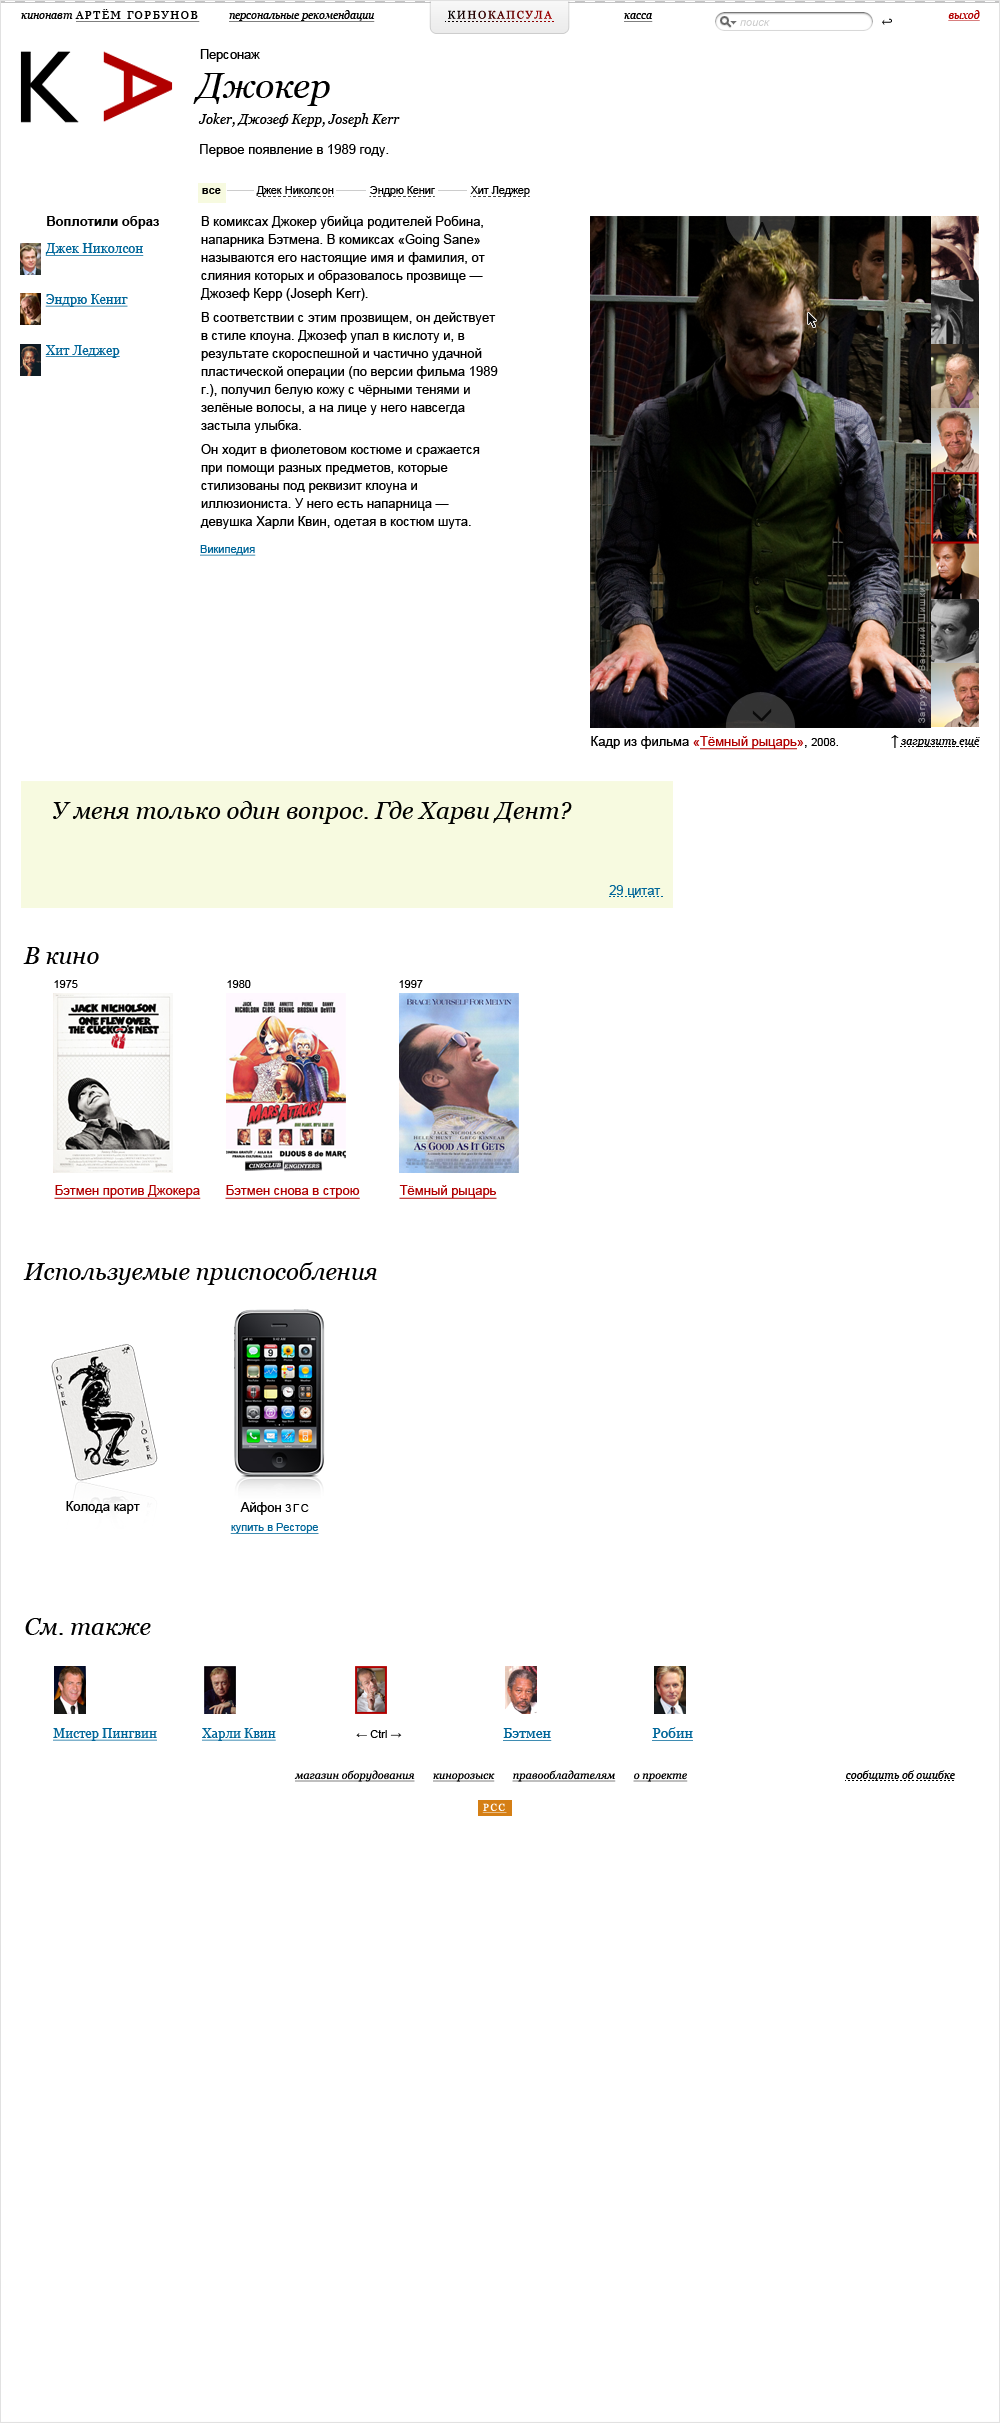 кинонавт АРТЁМ ГОРБУНОВ
персональные рекомендации
КИНОКАПСУЛА
касса
поиск
выход
К А
Персонаж
Джокер
Joker, Джозеф Керр, Joseph Kerr
Первое появление в 1989 году.
все
Джек Николсон
Эндрю Кениг
Хит Леджер
Воплотили образ
Джек Николсон
Эндрю Кениг
Хит Леджер
В комиксах Джокер убийца родителей Робина,
напарника Бэтмена. В комиксах «Going Sane»
называются его настоящие имя и фамилия, от
слияния которых и образовалось прозвище —
Джозеф Керр (Joseph Kerr).
В соответствии с этим прозвищем, он действует
в стиле клоуна. Джозеф упал в кислоту и, в
результате скороспешной и частично удачной
пластической операции (по версии фильма 1989
г.), получил белую кожу с чёрными тенями и
зелёные волосы, а на лице у него навсегда
застыла улыбка.
Он ходит в фиолетовом костюме и сражается
при помощи разных предметов, которые
стилизованы под реквизит клоуна и
иллюзиониста. У него есть напарница —
девушка Харли Квин, одетая в костюм шута.
Википедия
Василий Шишкин
Кадр из фильма «Тёмный рыцарь», 2008.
↑ загрузить ещё
У меня только один вопрос. Где Харви Дент?
29 цитат
В кино
1975
1980
1997
JACK NICHOLSON
ONE FLEW OVER
THE CUCKOO'S NEST
JACK NICHOLSON
GLENN CLOSE
ANNETTE BENING
PIERCE BROSNAN
DANNY DeVITO
MARS ATTACKS!
DIJOUS 8 de MARÇ
CINECLUB ENGINYERS
BRACE YOURSELF FOR MELVIN
JACK NICHOLSON
HELEN HUNT GREG KINNEAR
AS GOOD AS IT GETS
Бэтмен против Джокера
Бэтмен снова в строю
Тёмный рыцарь
Используемые приспособления
JOKER
JOKER
Колода карт
Айфон 3ГС
купить в Ресторе
См. также
Мистер Пингвин
Харли Квин
← Ctrl →
Бэтмен
Робин
магазин оборудования
кинорозыск
правообладателям
о проекте
сообщить об ошибке
РСС